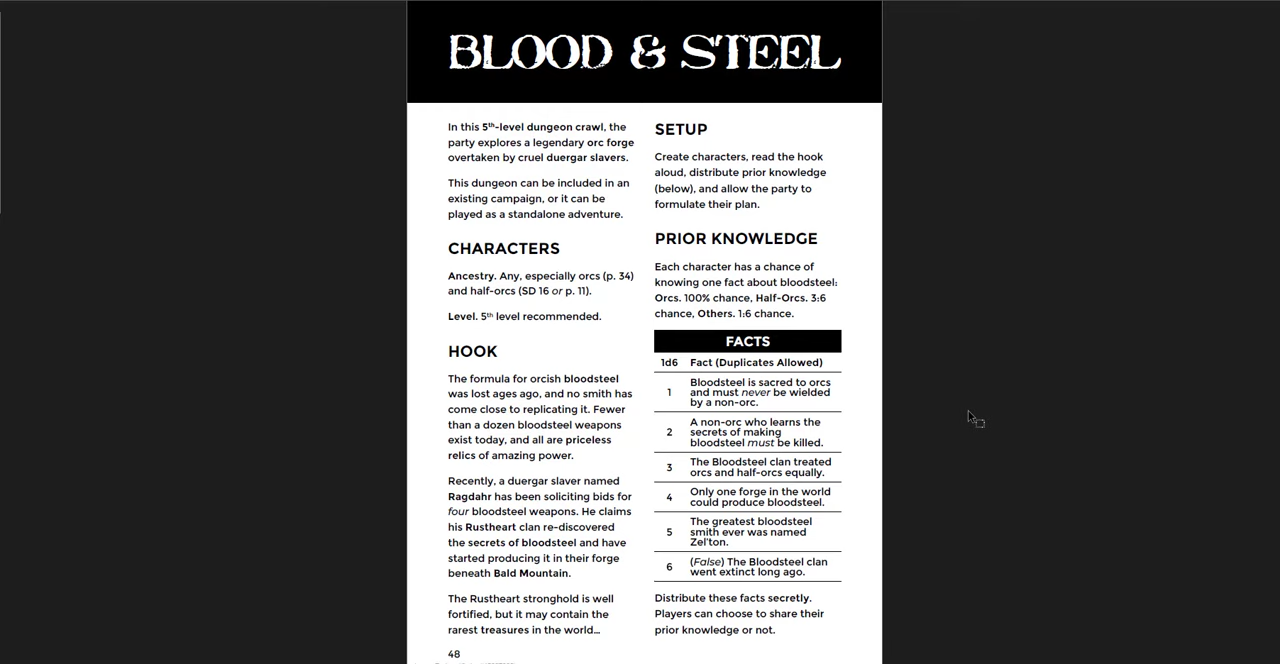 BLOOD & STEEL
In this 5th-level dungeon crawl, the
party explores a legendary orc forge
overtaken by cruel duergar slavers.
This dungeon can be included in an
existing campaign, or it can be
played as a standalone adventure.
CHARACTERS
Ancestry. Any, especially orcs (p. 34)
and half-orcs (SD 16 or p. 11).
Level. 5th level recommended.
HOOK
The formula for orcish bloodsteel
was lost ages ago, and no smith has
come close to replicating it. Fewer
than a dozen bloodsteel weapons
exist today, and all are priceless
relics of amazing power.
Recently, a duergar slaver named
Ragdahr has been soliciting bids for
four bloodsteel weapons. He claims
his Rustheart clan re-discovered
the secrets of bloodsteel and have
started producing it in their forge
beneath Bald Mountain.
The Rustheart stronghold is well
fortified, but it may contain the
rarest treasures in the world...
48
SETUP
Create characters, read the hook
aloud, distribute prior knowledge
(below), and allow the party to
formulate their plan.
PRIOR KNOWLEDGE
Each character has a chance of
knowing one fact about bloodsteel:
Orcs. 100% chance, Half-Orcs. 3:6
chance, Others. 1:6 chance.
FACTS
1d6 Fact (Duplicates Allowed)
1 Bloodsteel is sacred to orcs
and must never be wielded
by a non-orc.
2 A non-orc who learns the
secrets of making
bloodsteel must be killed.
3 The Bloodsteel clan treated
orcs and half-orcs equally.
4 Only one forge in the world
could produce bloodsteel.
5 The greatest bloodsteel
smith ever was named
Zel'ton.
6 (False) The Bloodsteel clan
went extinct long ago.
Distribute these facts secretly.
Players can choose to share their
prior knowledge or not.